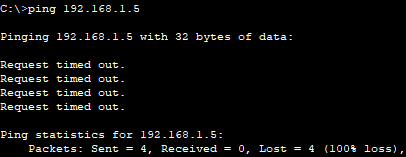 C:\>ping 192.168.1.5
Pinging 192.168.1.5 with 32 bytes of data:
Request timed out.
Request timed out.
Request timed out.
Request timed out.
Ping statistics for 192.168.1.5:
Packets: Sent = 4, Received = 0, Lost = 4 (100% loss),